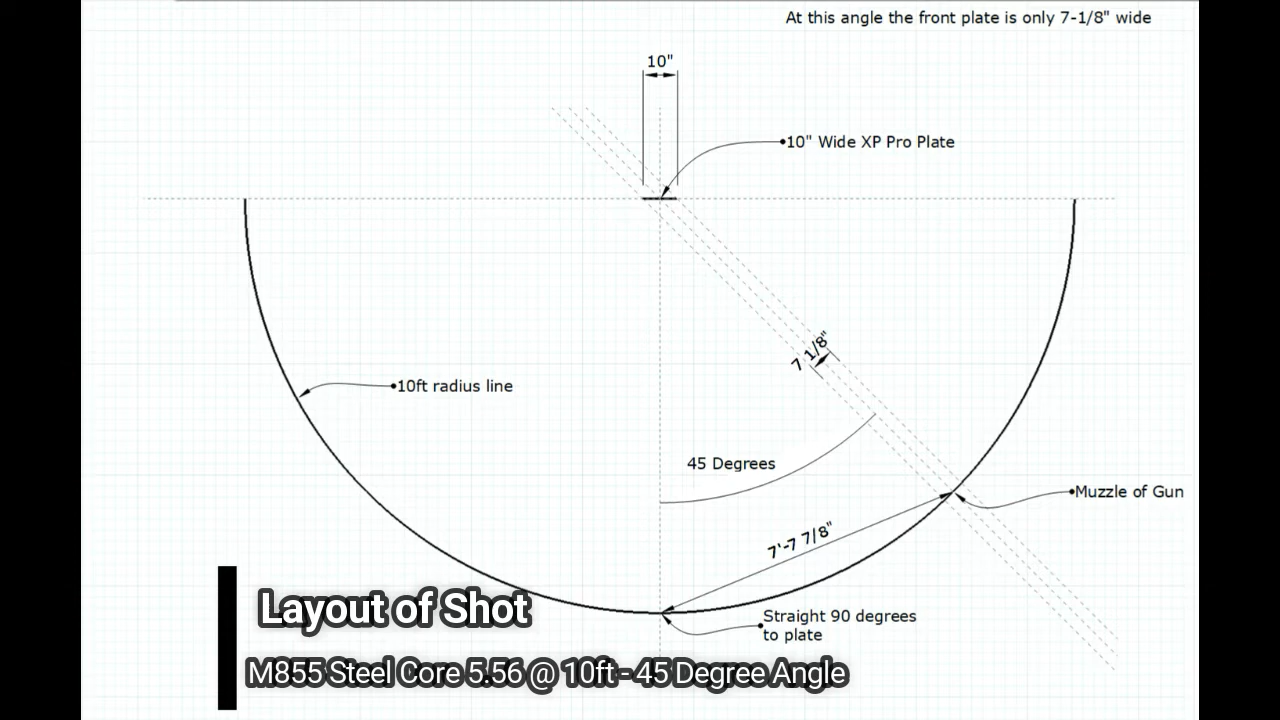 At this angle the front plate is only 7-1/8" wide
10"
10" Wide XP Pro Plate
7 1/8"
10ft radius line
45 Degrees
Muzzle of Gun
7'-7 7/8"
Straight 90 degrees
to plate
Layout of Shot
M855 Steel Core 5.56 @ 10ft - 45 Degree Angle